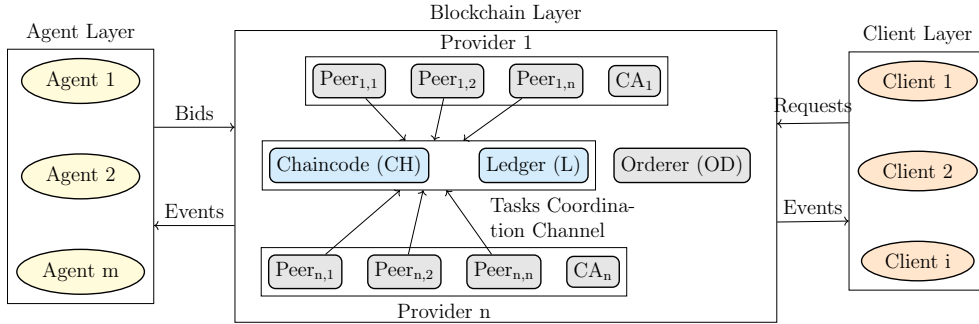 Blockchain Layer
Agent Layer
Client Layer
Provider 1
Agent 1
Peer1,1
Peer1,2
Peer1,n
CA1
Client 1
Bids
Requests
Agent 2
Chaincode (CH)
Ledger (L)
Orderer (OD)
Client 2
Events
Tasks Coordina-
tion Channel
Events
Agent m
Peern,1
Peern,2
Peern,n
CAn
Client i
Provider n